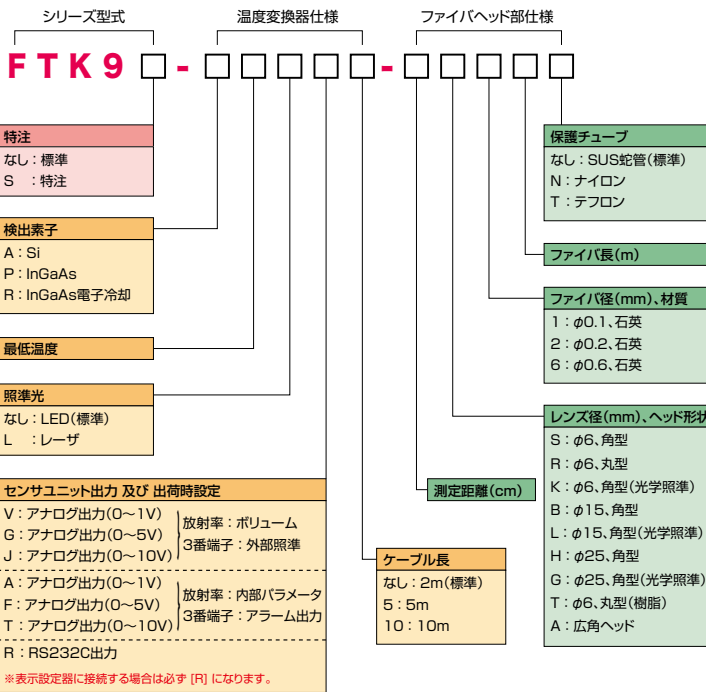 シリーズ型式
温度変換器仕様
ファイバヘッド部仕様
FTK9□-□□□□□-□□□□□
特注
なし：標準
S ：特注
検出素子
A：Si
P：InGaAs
R：InGaAs電子冷却
最低温度
照準光
なし：LED（標準）
L ：レーザ
センサユニット出力 及び 出荷時設定
V：アナログ出力（0〜1V）
G：アナログ出力（0〜5V）
J：アナログ出力（0〜10V）
放射率：ボリューム
3番端子：外部照準
A：アナログ出力（0〜1V）
F：アナログ出力（0〜5V）
T：アナログ出力（0〜10V）
放射率：内部パラメータ
3番端子：アラーム出力
R：RS232C出力
※表示設定器に接続する場合は必ず [R] になります。
ケーブル長
なし：2m（標準）
5：5m
10：10m
測定距離（cm）
保護チューブ
なし：SUS蛇管（標準）
N：ナイロン
T：テフロン
ファイバ長（m）
ファイバ径（mm）、材質
1：φ0.1、石英
2：φ0.2、石英
6：φ0.6、石英
レンズ径（mm）、ヘッド形状
S：φ6、角型
R：φ6、丸型
K：φ6、角型（光学照準）
B：φ15、角型
L：φ15、角型（光学照準）
H：φ25、角型
G：φ25、角型（光学照準）
T：φ6、丸型（樹脂）
A：広角ヘッド